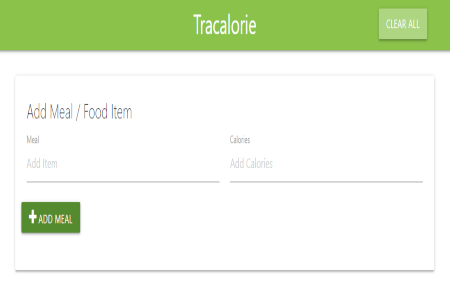 Tracalorie
CLEAR ALL
Add Meal / Food Item
Meal
Calories
Add Item
Add Calories
ADD MEAL